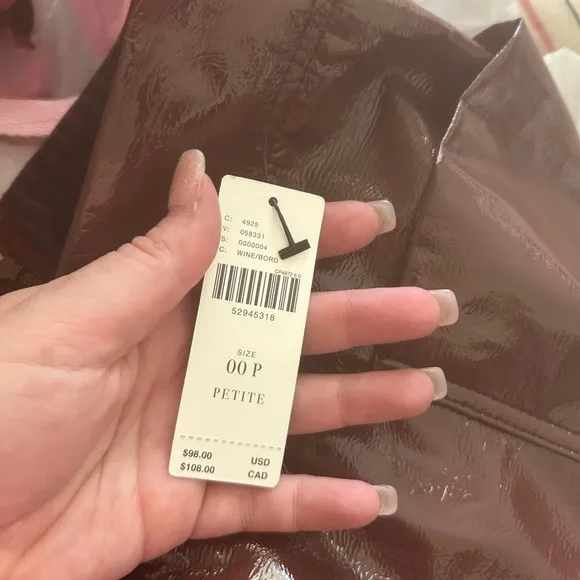 C: 4925
V: 058331
S: 0000004
C: WINE/BORD
52945318
SIZE
00 P
PETITE
$98.00 USD
$108.00 CAD